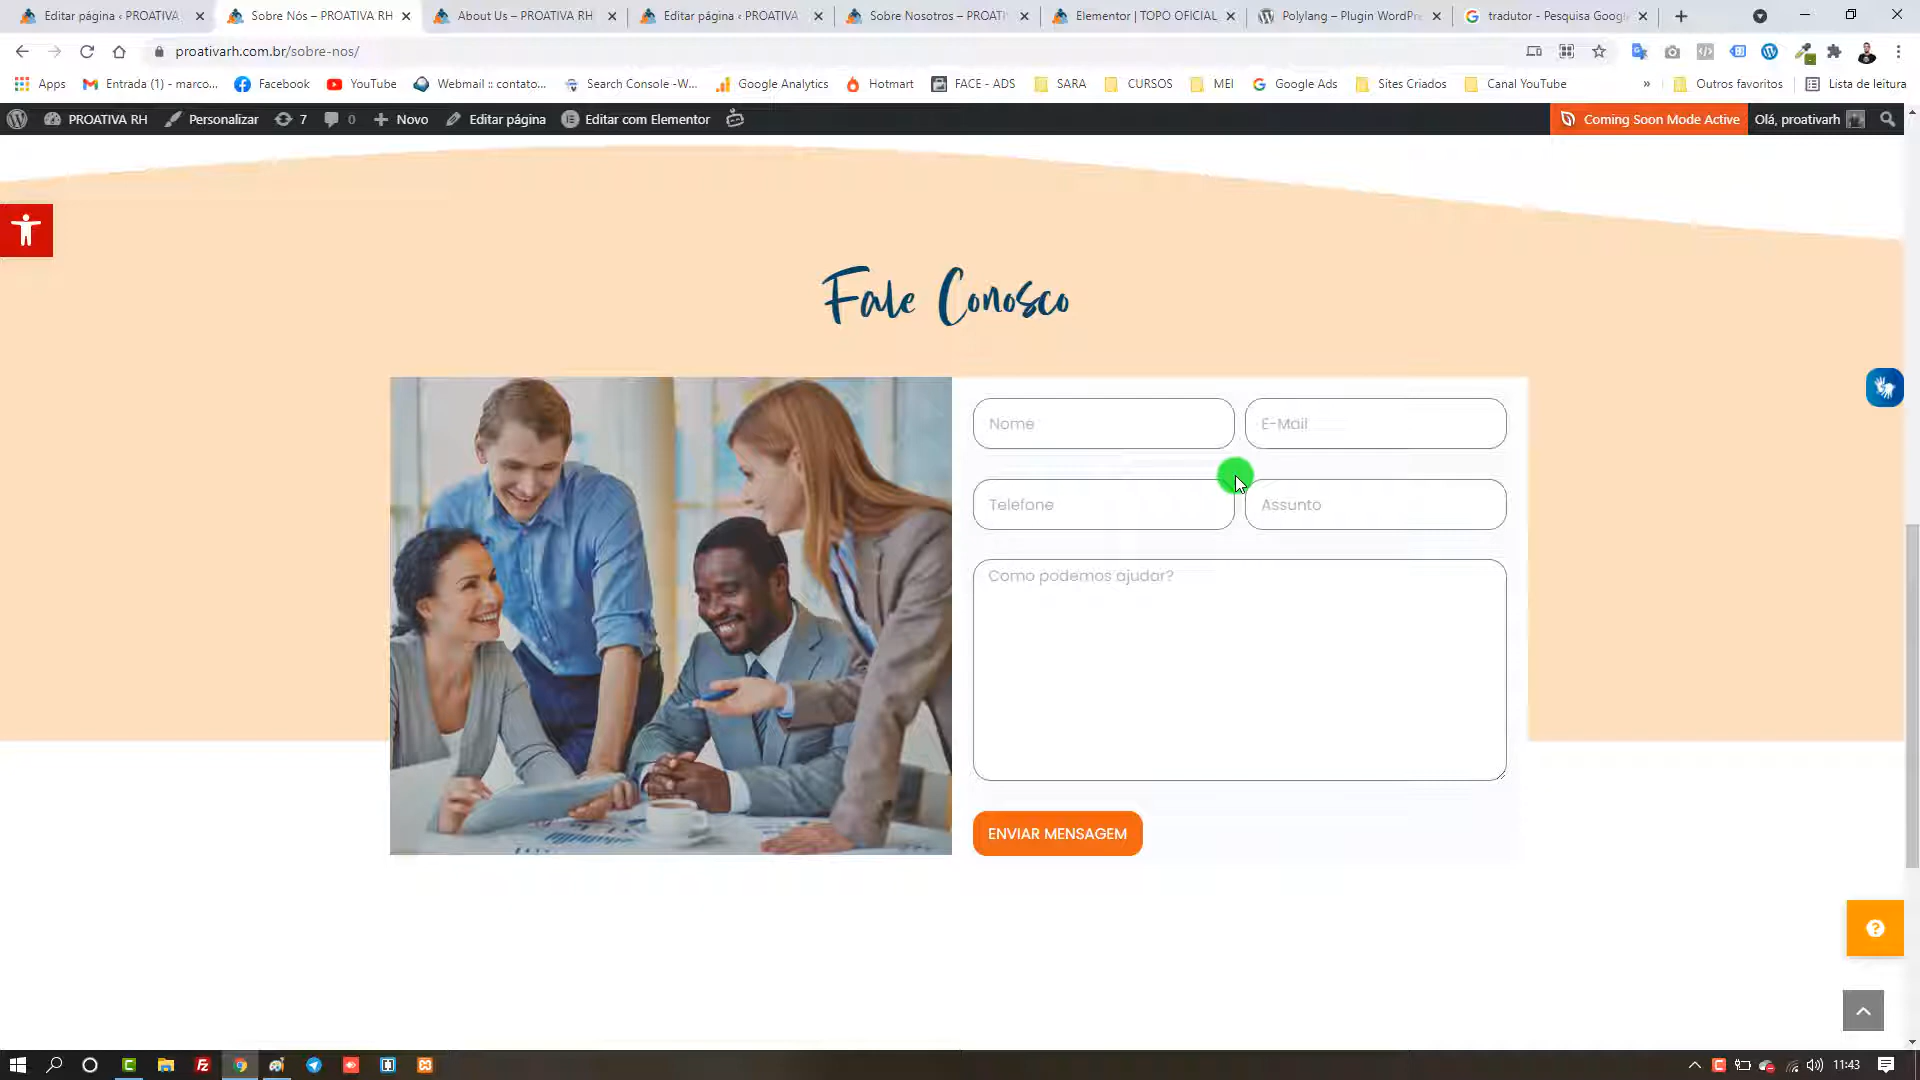 Editar página ‹ PROATIVA
Sobre Nós – PROATIVA RH
About Us – PROATIVA RH
Editar página ‹ PROATIVA
Sobre Nosotros – PROATI
Elementor | TOPO OFICIAL
Polylang – Plugin WordPre
tradutor - Pesquisa Googl
proativarh.com.br/sobre-nos/
Apps
Entrada (1) - marco...
Facebook
YouTube
Webmail :: contato...
Search Console -W...
Google Analytics
Hotmart
FACE - ADS
SARA
CURSOS
MEI
Google Ads
Sites Criados
Canal YouTube
»
Outros favoritos
Lista de leitura
PROATIVA RH
Personalizar
7
0
Novo
Editar página
Editar com Elementor
Coming Soon Mode Active
Olá, proativarh
Fale Conosco
Nome
E-Mail
Telefone
Assunto
Como podemos ajudar?
ENVIAR MENSAGEM
11:43